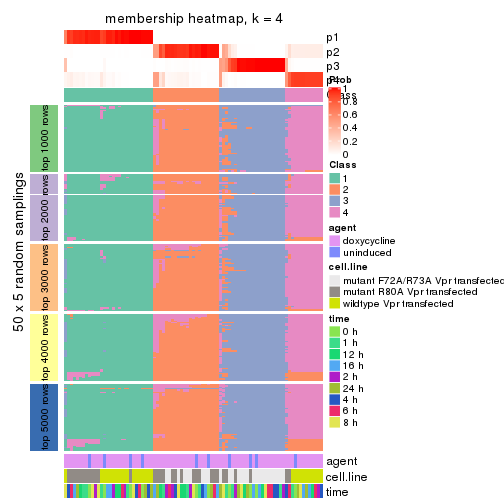 membership heatmap, k = 4
p1
p2
p3
p4
Prob
1
0.8
0.6
0.4
0.2
0
Class
Class
1
2
3
4
agent
doxycycline
uninduced
cell.line
mutant F72A/R73A Vpr transfected
mutant R80A Vpr transfected
wildtype Vpr transfected
time
0 h
1 h
12 h
16 h
2 h
24 h
4 h
6 h
8 h
50 x 5 random samplings
top 1000 rows
top 2000 rows
top 3000 rows
top 4000 rows
top 5000 rows
agent
cell.line
time